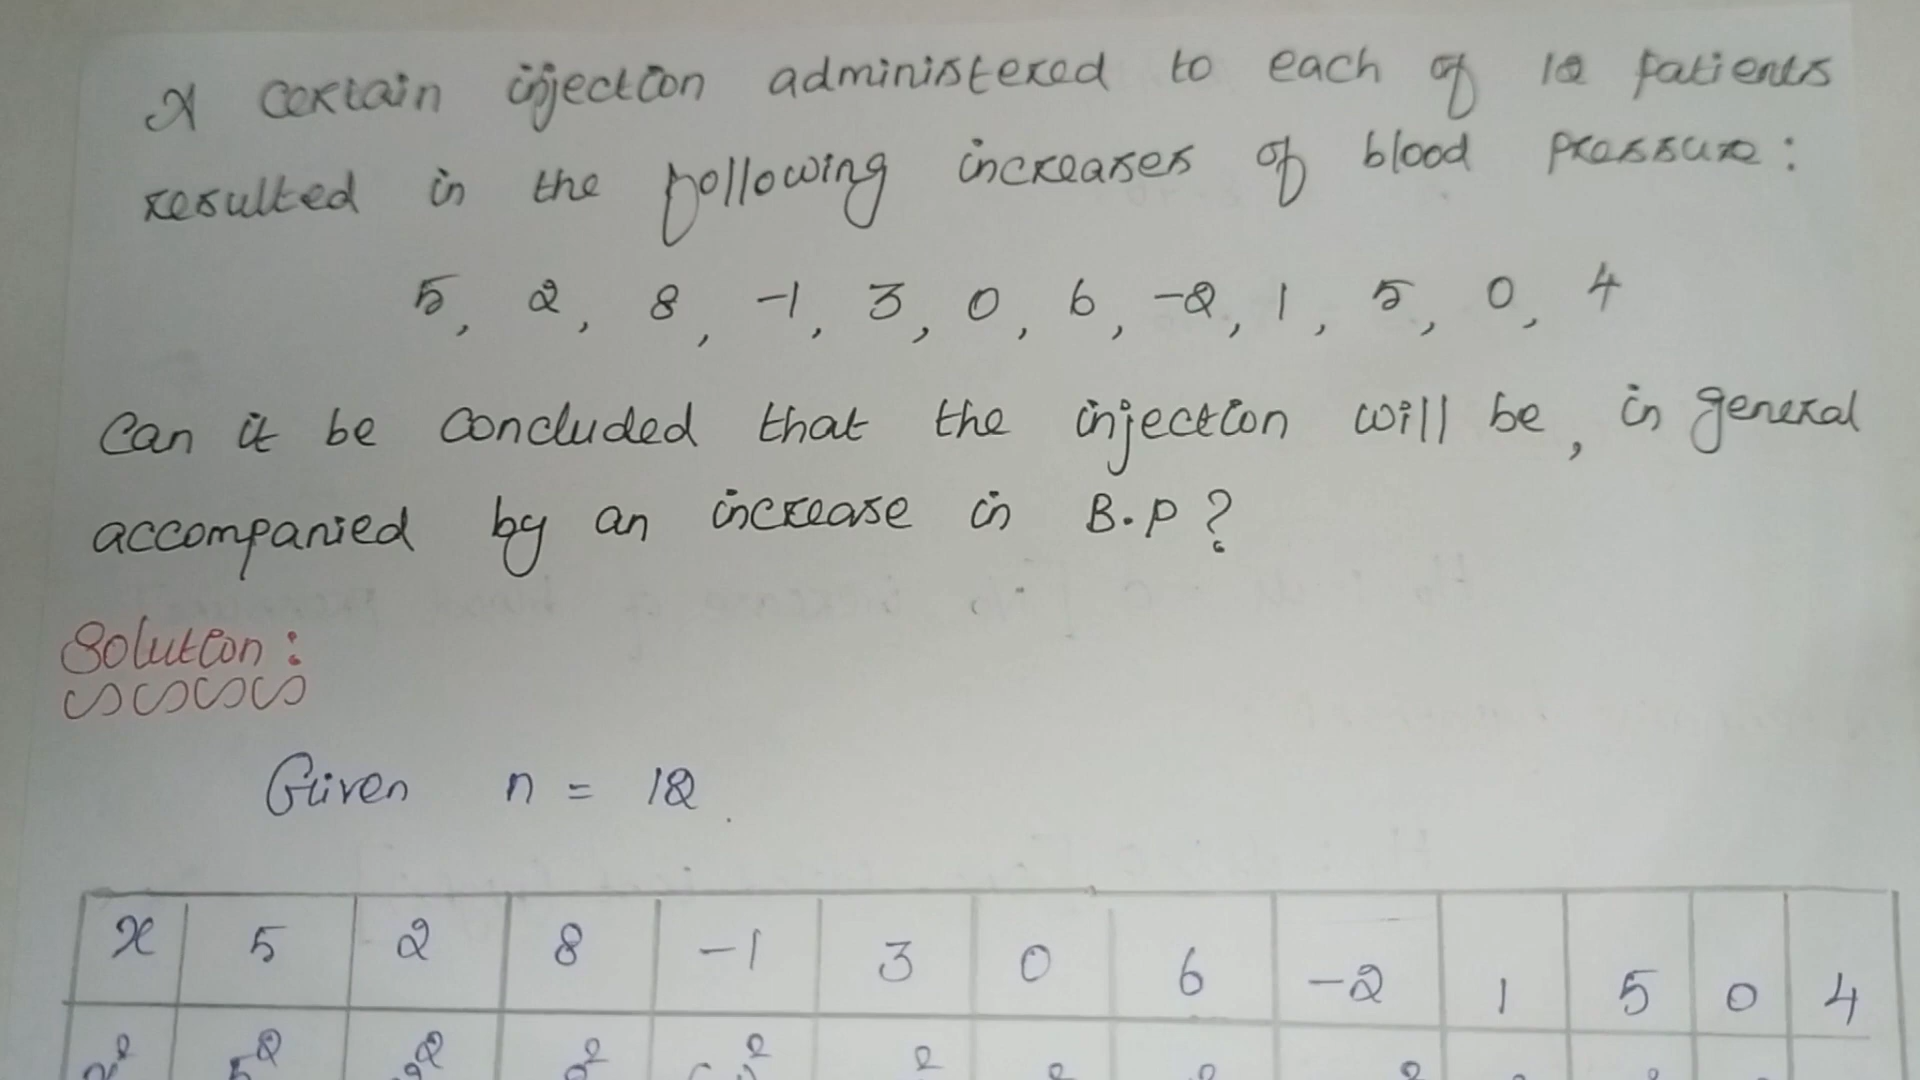 A certain injection administered to each of 12 patients
resulted in the following increases of blood pressure:
5, 2, 8, -1, 3, 0, 6, -2, 1, 5, 0, 4
Can it be concluded that the injection will be, in general
accompanied by an increase in B.P?
Solution:
Given n = 12
x 5 2 8 -1 3 0 6 -2 1 5 0 4